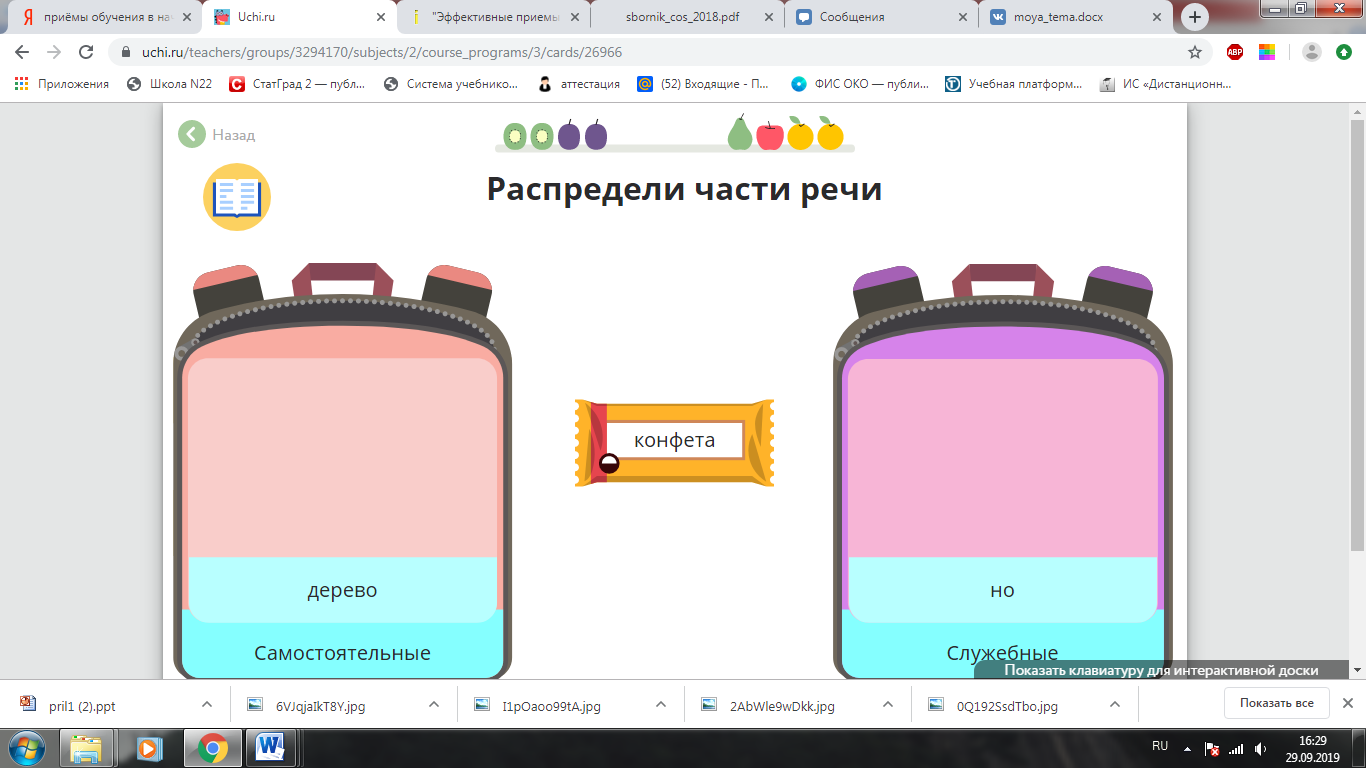 приёмы обучения в нач
Uchi.ru
"Эффективные приемы
sbornik_cos_2018.pdf
Сообщения
moya_tema.docx
uchi.ru/teachers/groups/3294170/subjects/2/course_programs/3/cards/26966
ABP
Приложения
Школа N22
СтатГрад 2 — публ...
Система учебнико...
аттестация
(52) Входящие - П...
ФИС ОКО — публи...
Учебная платформ...
ИС «Дистанционн...
Назад
Распредели части речи
конфета
дерево
но
Самостоятельные
Служебные
Показать клавиатуру для интерактивной доски
pril1 (2).ppt
6VJqjaIkT8Y.jpg
I1pOaoo99tA.jpg
2AbWle9wDkk.jpg
0Q192SsdTbo.jpg
Показать все
RU
16:29
29.09.2019